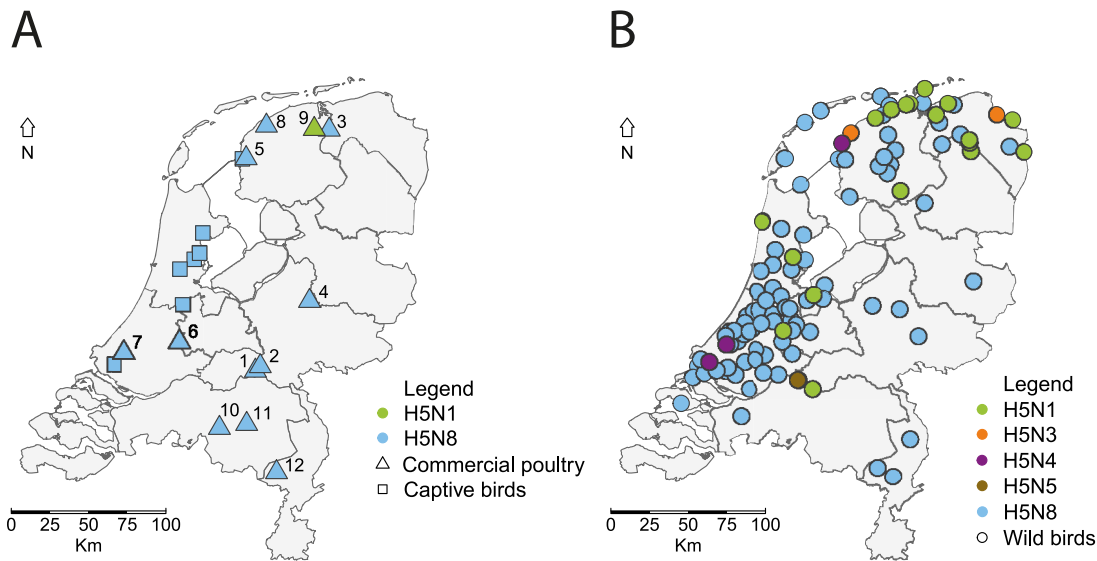 A
N
8
9
3
5
4
7
6
1
2
10
11
12
Legend
H5N1
H5N8
Commercial poultry
Captive birds
0 25 50 75 100
Km
B
N
Legend
H5N1
H5N3
H5N4
H5N5
H5N8
Wild birds
0 25 50 75 100
Km